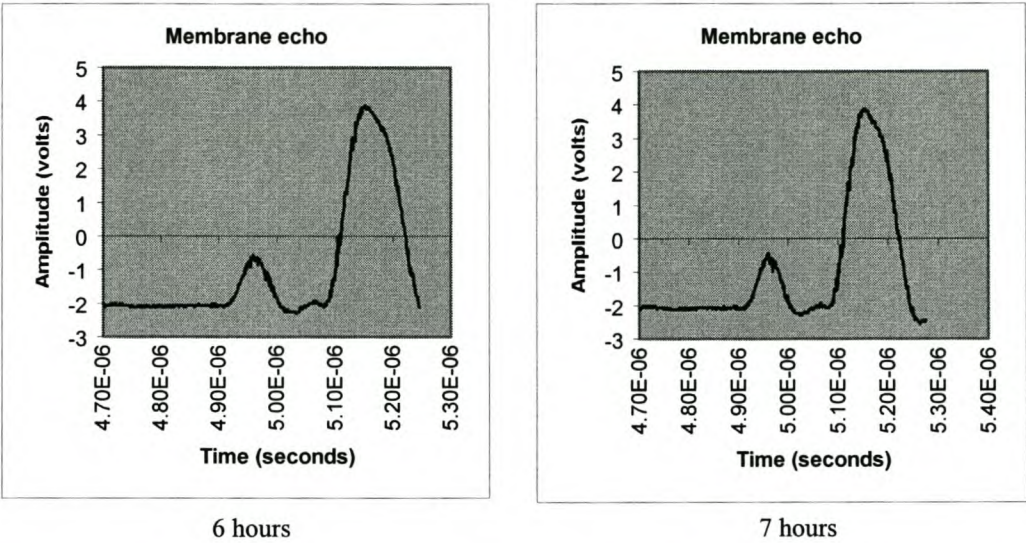 Membrane echo
5
4
3
2
1
0
-1
-2
-3
Amplitude (volts)
4.70E-06
4.80E-06
4.90E-06
5.00E-06
5.10E-06
5.20E-06
5.30E-06
Time (seconds)
6 hours
Membrane echo
5
4
3
2
1
0
-1
-2
-3
Amplitude (volts)
4.70E-06
4.80E-06
4.90E-06
5.00E-06
5.10E-06
5.20E-06
5.30E-06
5.40E-06
Time (seconds)
7 hours